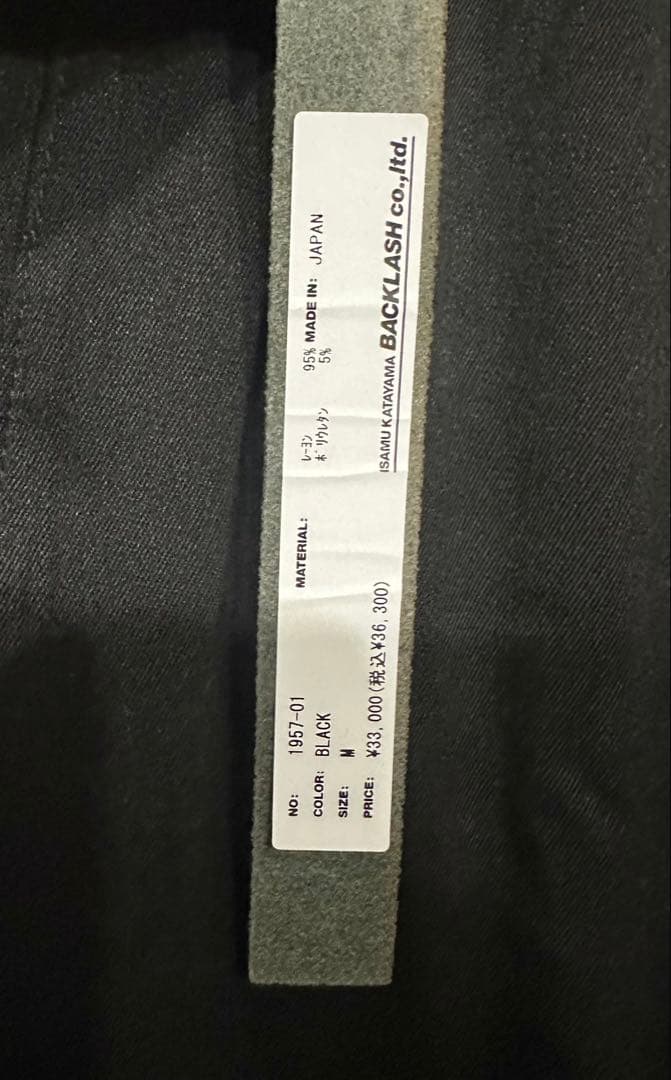 NO: 1957-01
COLOR: BLACK
SIZE: M
PRICE: ¥33,000(税込¥36,300)
MATERIAL: レーヨン 95%
ポリウレタン 5%
MADE IN: JAPAN
ISAMU KATAYAMA BACKLASH co.,ltd.